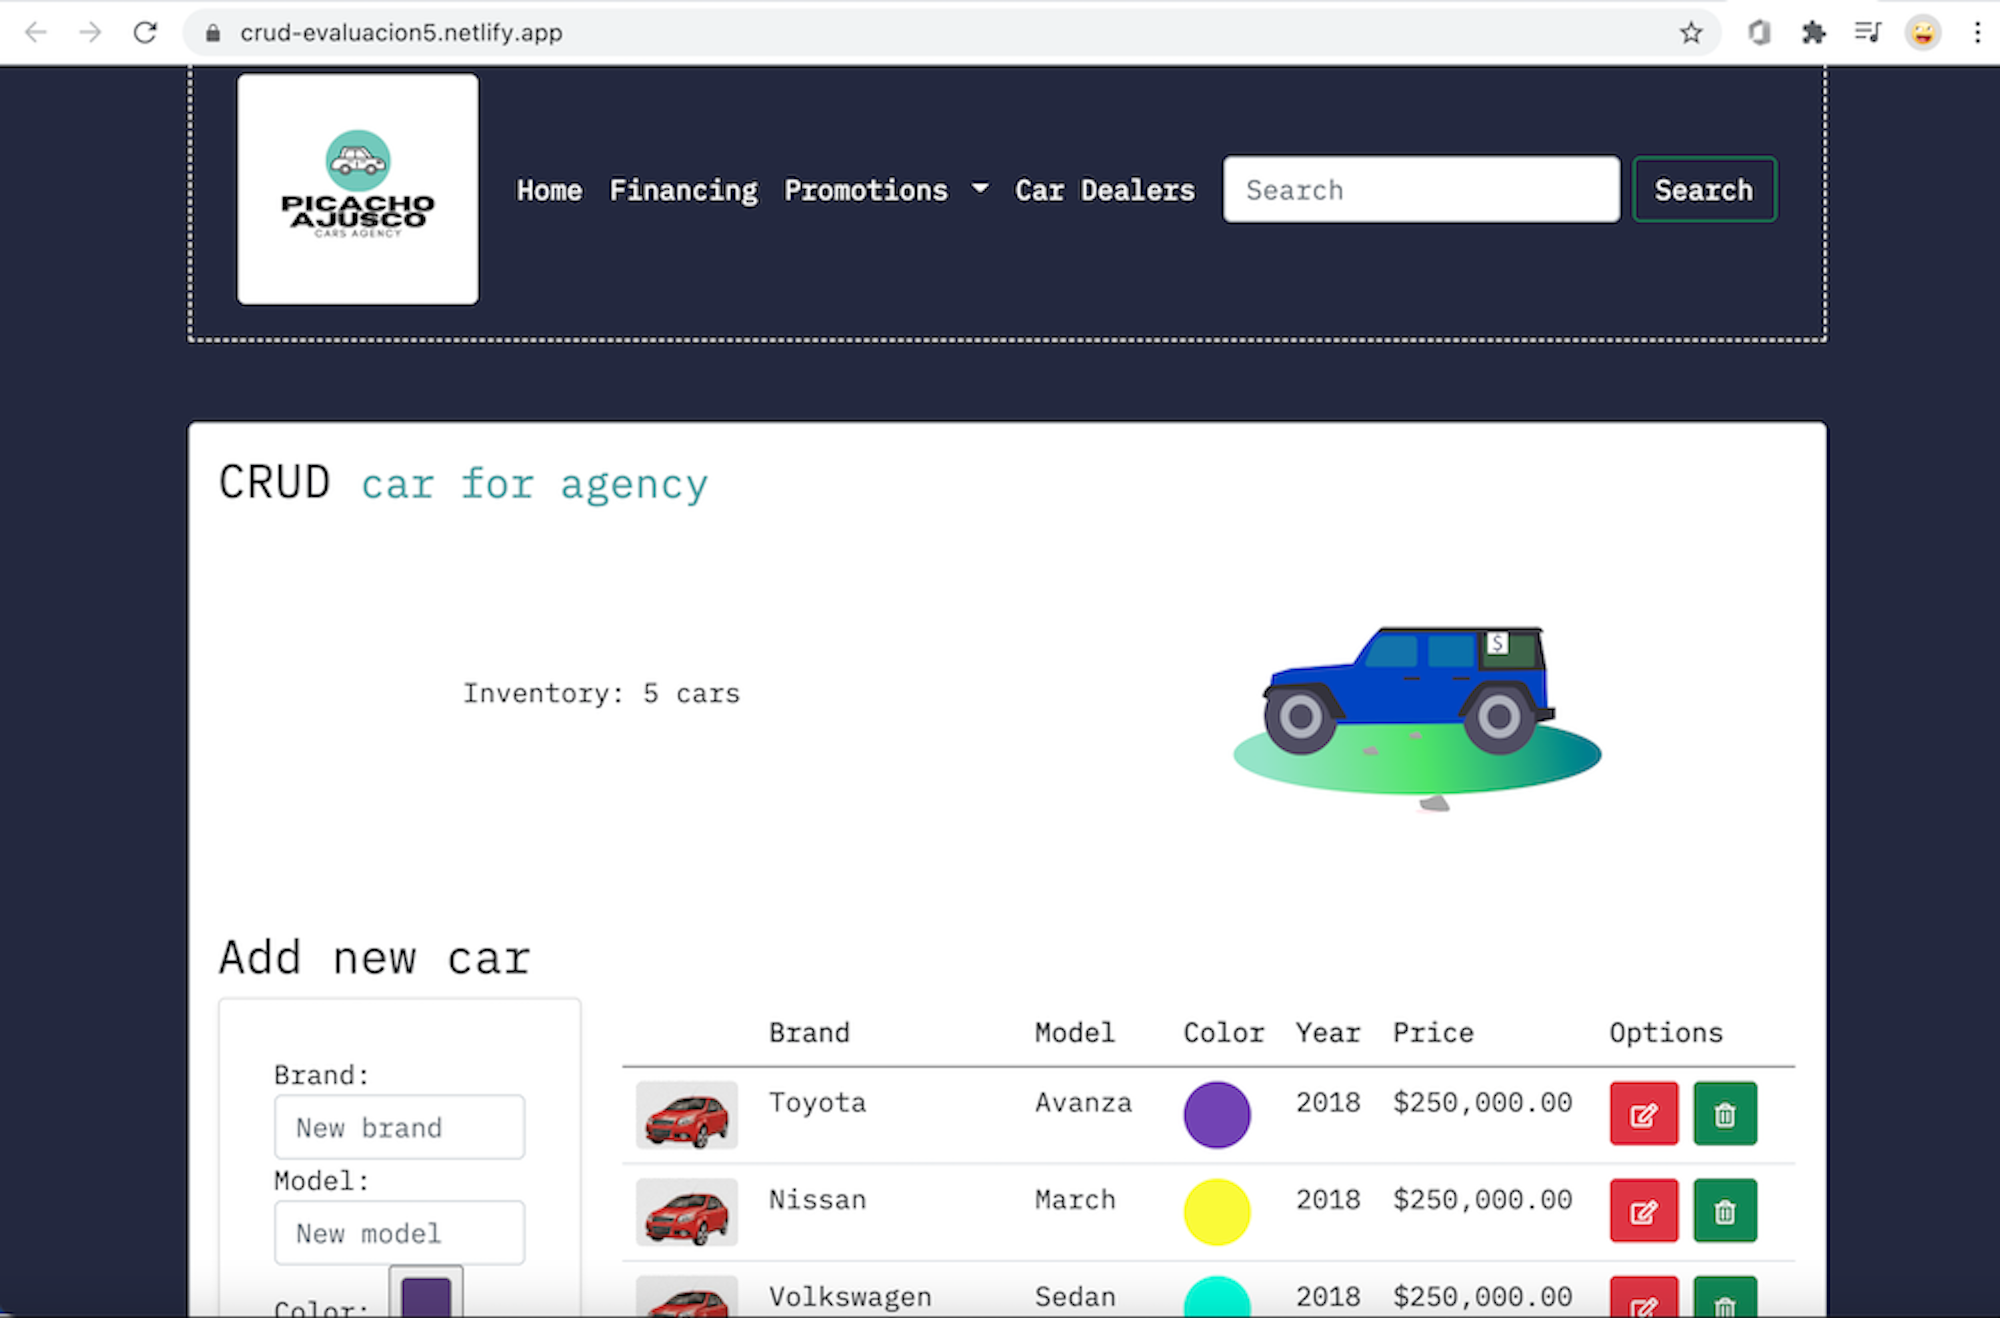 crud-evaluacion5.netlify.app
PICACHO
AJUSCO
CARS AGENCY
Home Financing Promotions Car Dealers Search Search
CRUD car for agency
$
Inventory: 5 cars
Add new car
Brand Model Color Year Price Options
Brand:
New brand
Model:
New model
Color:
Toyota Avanza 2018 $250,000.00
Nissan March 2018 $250,000.00
Volkswagen Sedan 2018 $250,000.00